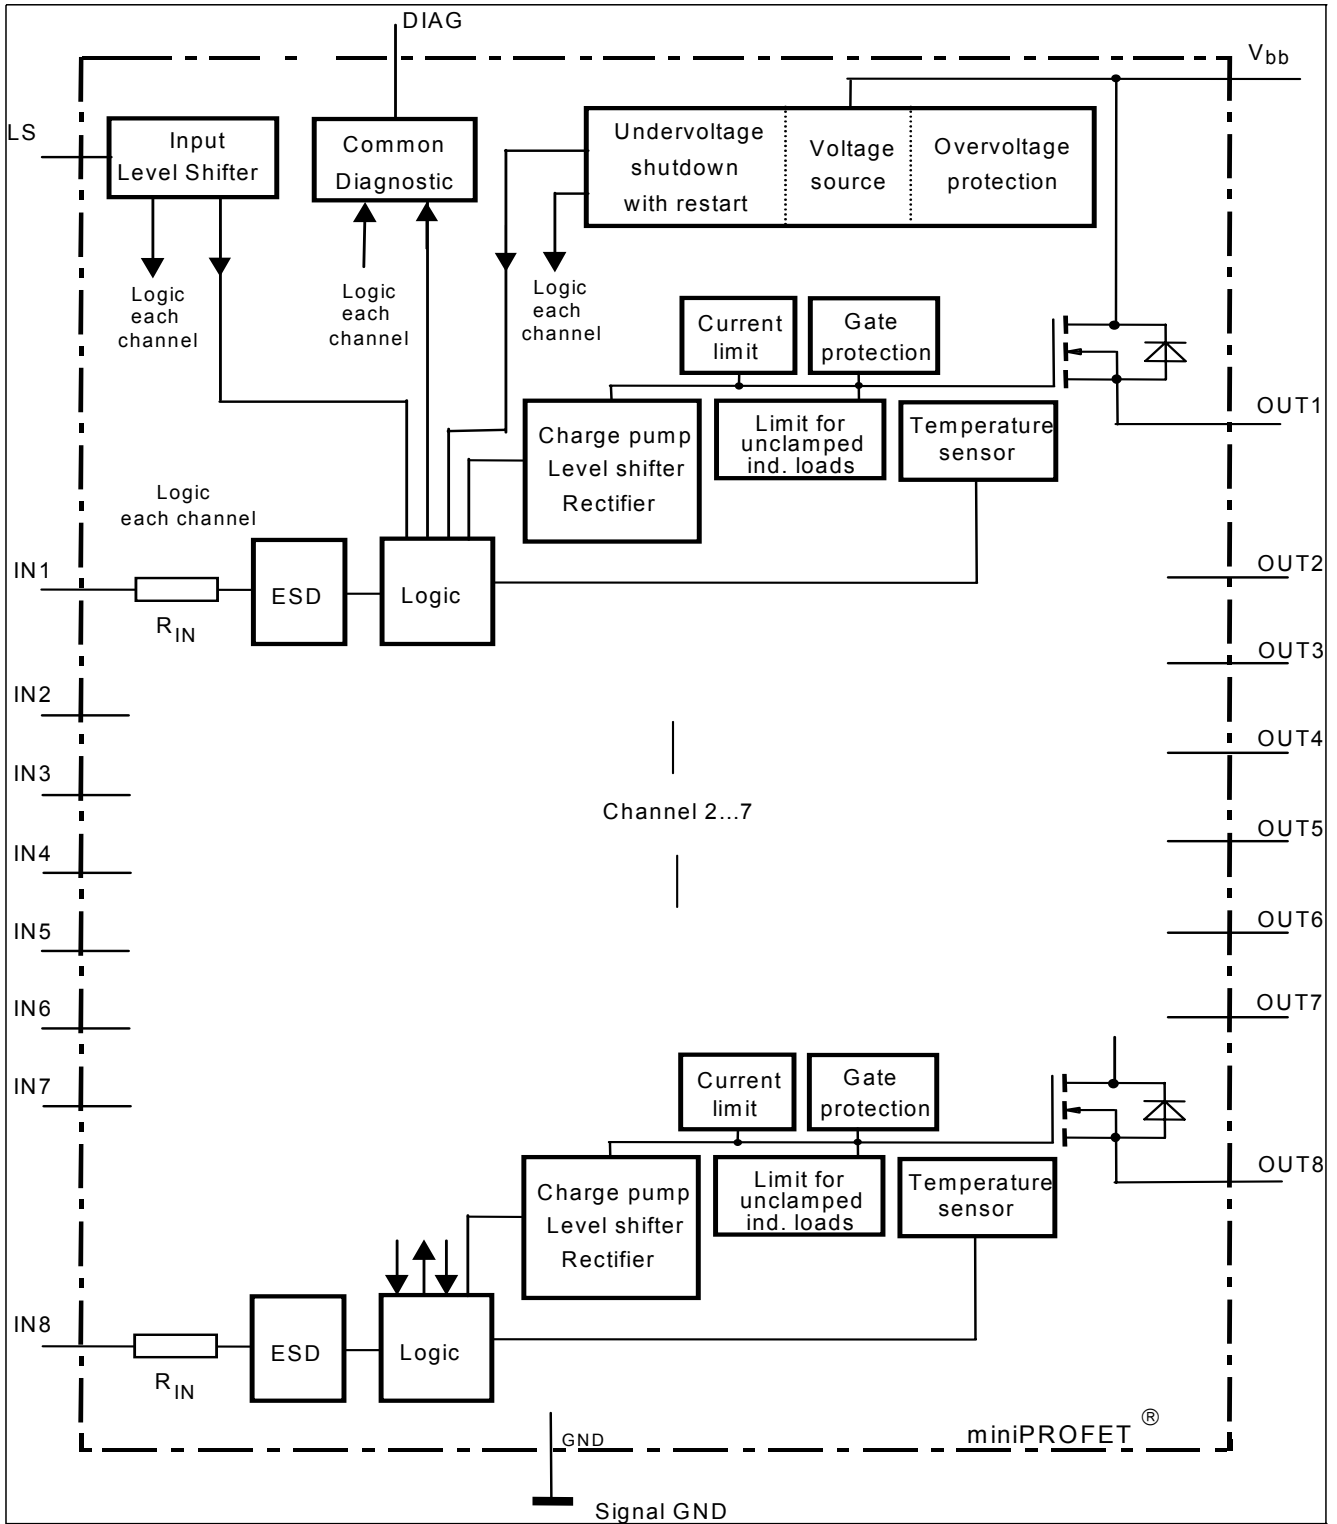 DIAG
Vbb
LS
Input
Level Shifter
Common
Diagnostic
Undervoltage
shutdown
with restart
Voltage
source
Overvoltage
protection
Logic
each
channel
Logic
each
channel
Logic
each
channel
Current
limit
Gate
protection
OUT1
Charge pump
Level shifter
Rectifier
Limit for
unclamped
ind. loads
Temperature
sensor
Logic
each channel
IN1
RIN
ESD
Logic
OUT2
OUT3
IN2
OUT4
IN3
Channel 2...7
OUT5
IN4
OUT6
IN5
OUT7
IN6
IN7
Current
limit
Gate
protection
OUT8
Charge pump
Level shifter
Rectifier
Limit for
unclamped
ind. loads
Temperature
sensor
IN8
RIN
ESD
Logic
miniPROFET ®
GND
Signal GND